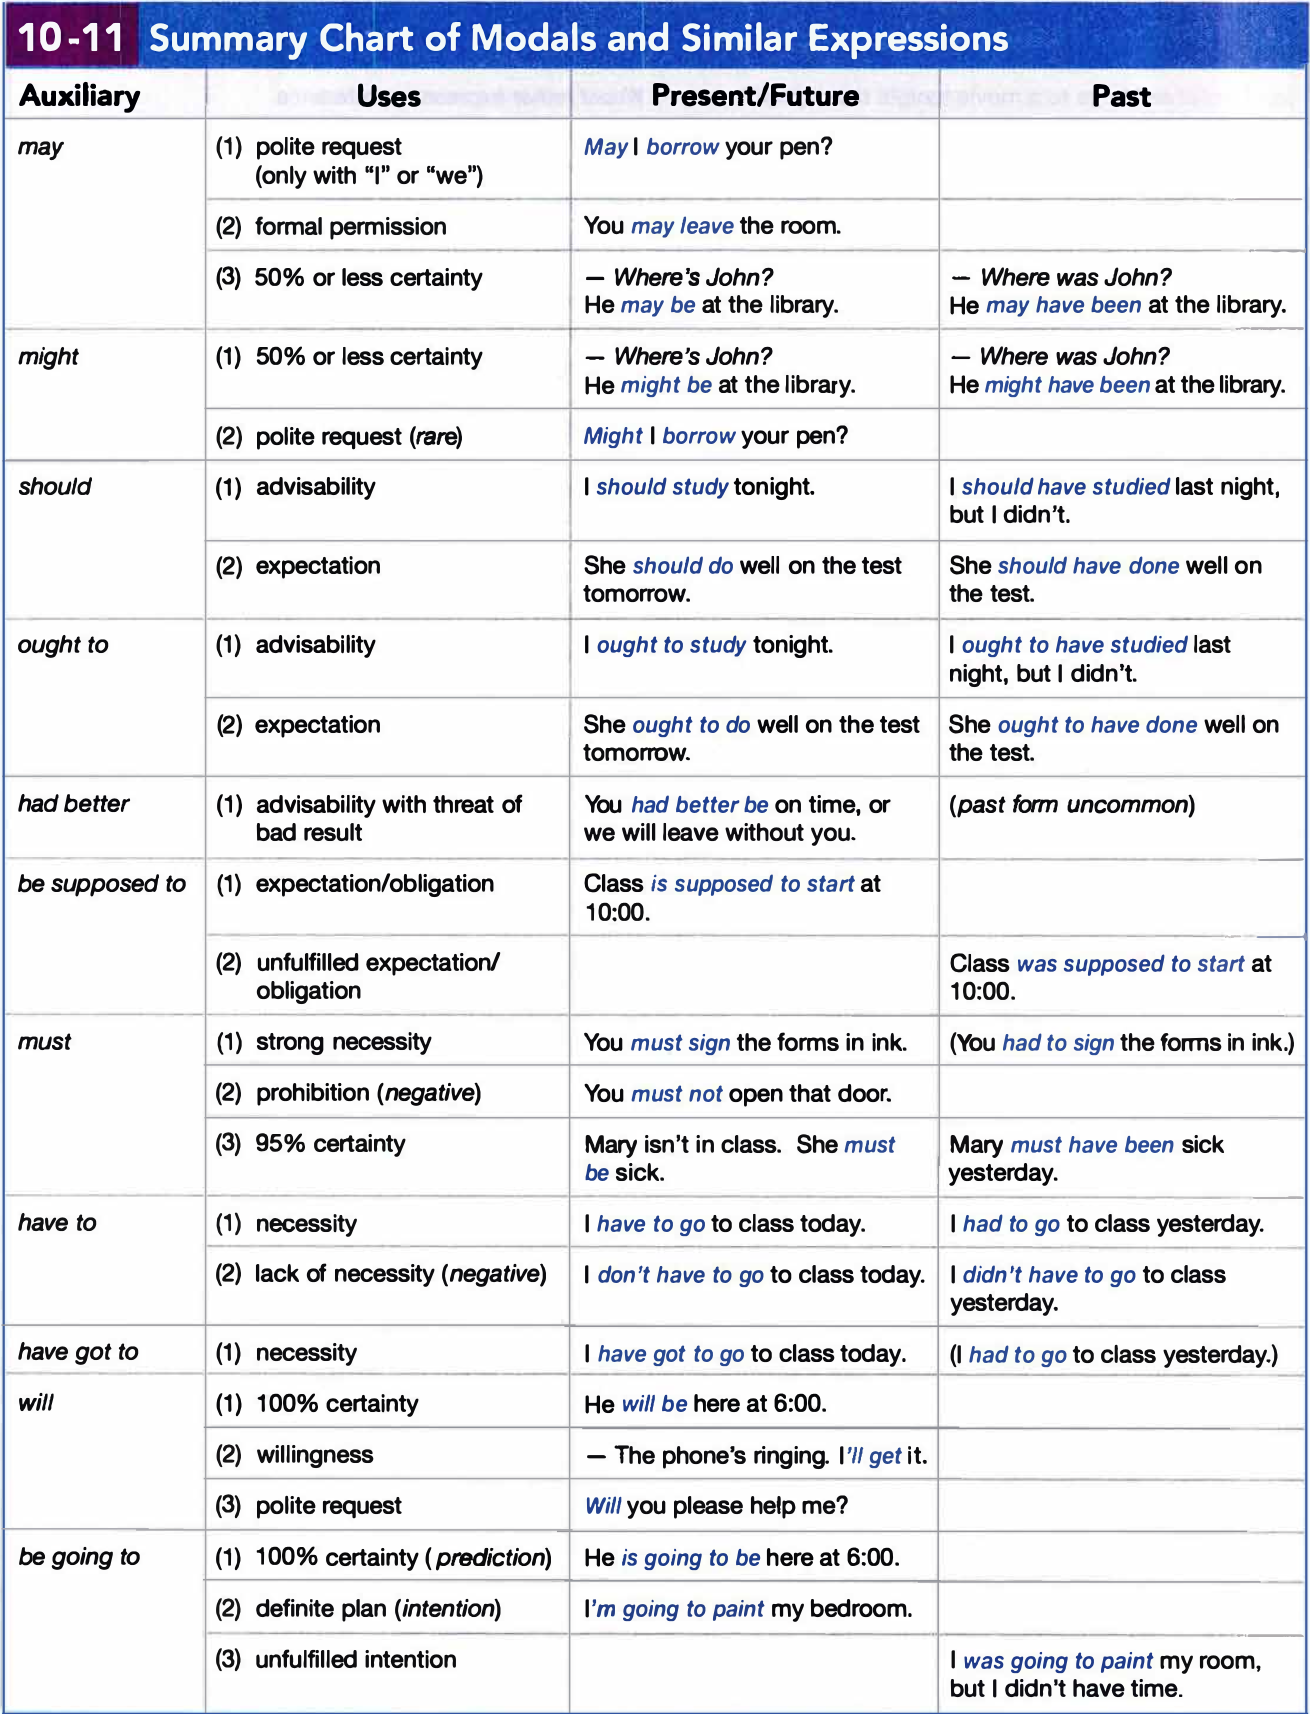 10-11 Summary Chart of Modals and Similar Expressions
Auxiliary Uses Present/Future Past
may (1) polite request May I borrow your pen?
(only with "I" or "we")
(2) formal permission You may leave the room.
(3) 50% or less certainty — Where's John? — Where was John?
He may be at the library. He may have been at the library.
might (1) 50% or less certainty — Where's John? — Where was John?
He might be at the library. He might have been at the library.
(2) polite request (rare) Might I borrow your pen?
should (1) advisability I should study tonight. I should have studied last night,
but I didn't.
(2) expectation She should do well on the test She should have done well on
tomorrow. the test.
ought to (1) advisability I ought to study tonight. I ought to have studied last
night, but I didn't.
(2) expectation She ought to do well on the test She ought to have done well on
tomorrow. the test.
had better (1) advisability with threat of You had better be on time, or (past form uncommon)
bad result we will leave without you.
be supposed to (1) expectation/obligation Class is supposed to start at
10:00.
(2) unfulfilled expectation/ Class was supposed to start at
obligation 10:00.
must (1) strong necessity You must sign the forms in ink. (You had to sign the forms in ink.)
(2) prohibition (negative) You must not open that door.
(3) 95% certainty Mary isn't in class. She must Mary must have been sick
be sick. yesterday.
have to (1) necessity I have to go to class today. I had to go to class yesterday.
(2) lack of necessity (negative) I don't have to go to class today. I didn't have to go to class
yesterday.
have got to (1) necessity I have got to go to class today. (I had to go to class yesterday.)
will (1) 100% certainty He will be here at 6:00.
(2) willingness — The phone's ringing. I'll get it.
(3) polite request Will you please help me?
be going to (1) 100% certainty (prediction) He is going to be here at 6:00.
(2) definite plan (intention) I'm going to paint my bedroom.
(3) unfulfilled intention I was going to paint my room,
but I didn't have time.